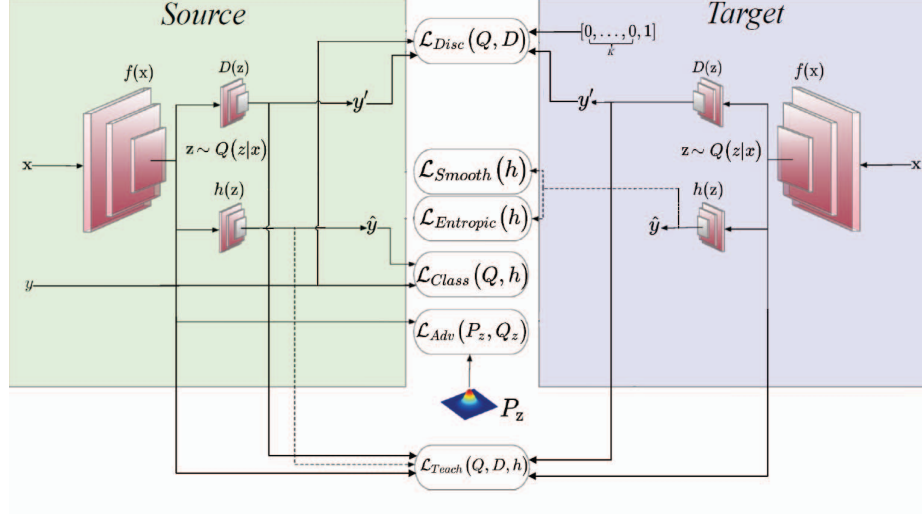 Source
Target
f(x)
D(z)
ℒ_Disc(Q, D)
[0, . . . , 0, 1]
k
D(z)
f(x)
y′
y′
x
z ∼ Q(z|x)
z ∼ Q(z|x)
x
ℒ_Smooth(h)
h(z)
h(z)
ℒ_Entropic(h)
ŷ
ŷ
ℒ_Class(Q, h)
y
ℒ_Adv(P_z, Q_z)
P_z
ℒ_Teach(Q, D, h)